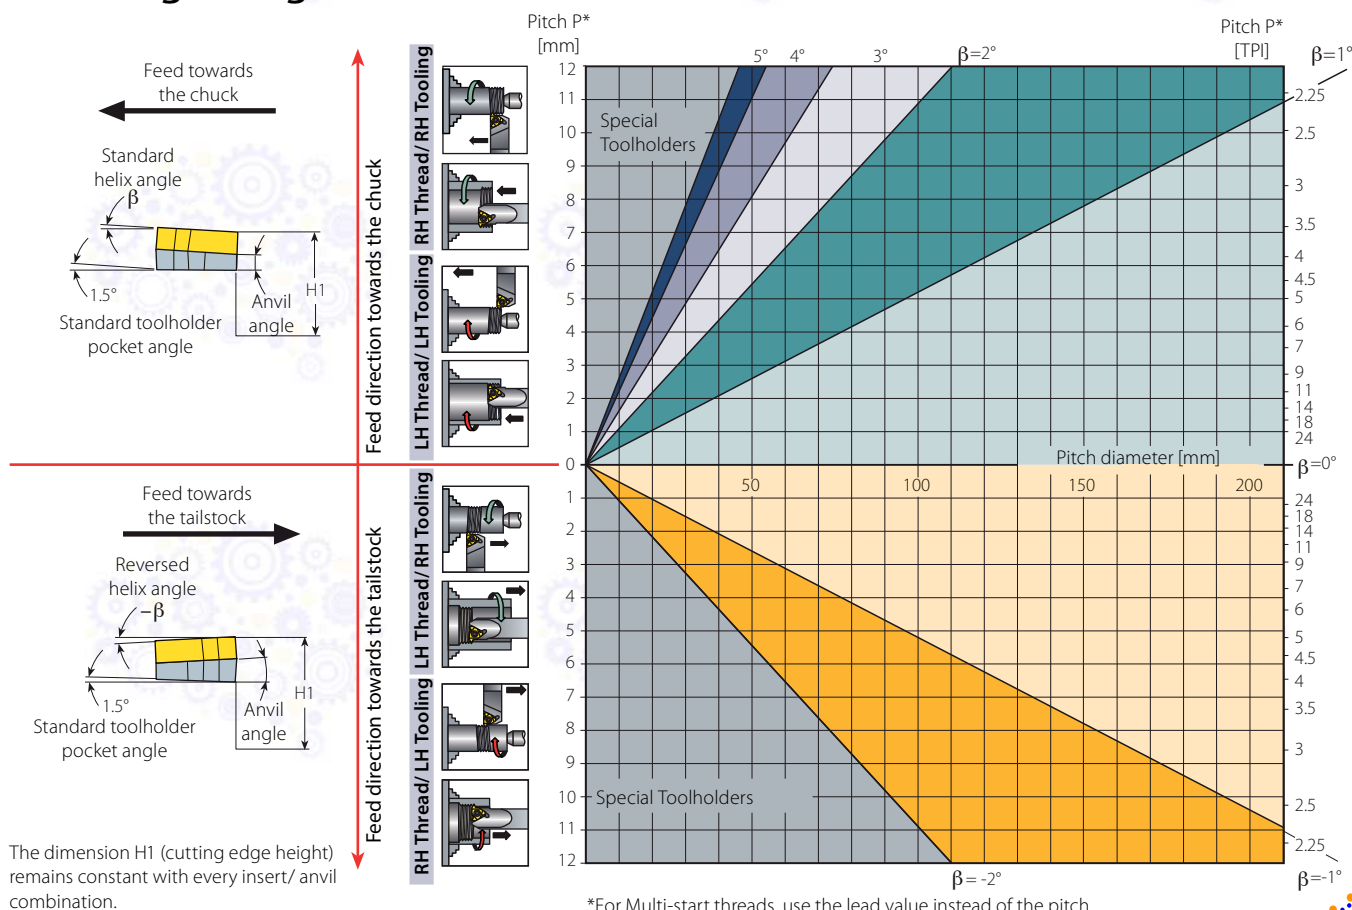 Pitch P*
[mm]
Pitch P*
[TPI]
5°
4°
3°
β=2°
β=1°
Feed towards
the chuck
Standard
helix angle
β
1.5°
Anvil
angle
H1
Standard toolholder
pocket angle
Feed direction towards the chuck
RH Thread/ RH Tooling
LH Thread/ LH Tooling
12
11
10
9
8
7
6
5
4
3
2
1
0
Special
Toolholders
2.25
2.5
3
3.5
4
4.5
5
6
7
9
11
14
18
24
Pitch diameter [mm]
β=0°
50
100
150
200
Feed towards
the tailstock
Reversed
helix angle
-β
1.5°
Anvil
angle
H1
Standard toolholder
pocket angle
Feed direction towards the tailstock
LH Thread/ RH Tooling
RH Thread/ LH Tooling
1
2
3
4
5
6
7
8
9
10
11
12
Special Toolholders
24
18
14
11
9
7
6
5
4.5
4
3.5
3
2.5
2.25
β= -2°
β=-1°
The dimension H1 (cutting edge height)
remains constant with every insert/ anvil
combination.
*For Multi-start threads, use the lead value instead of the pitch